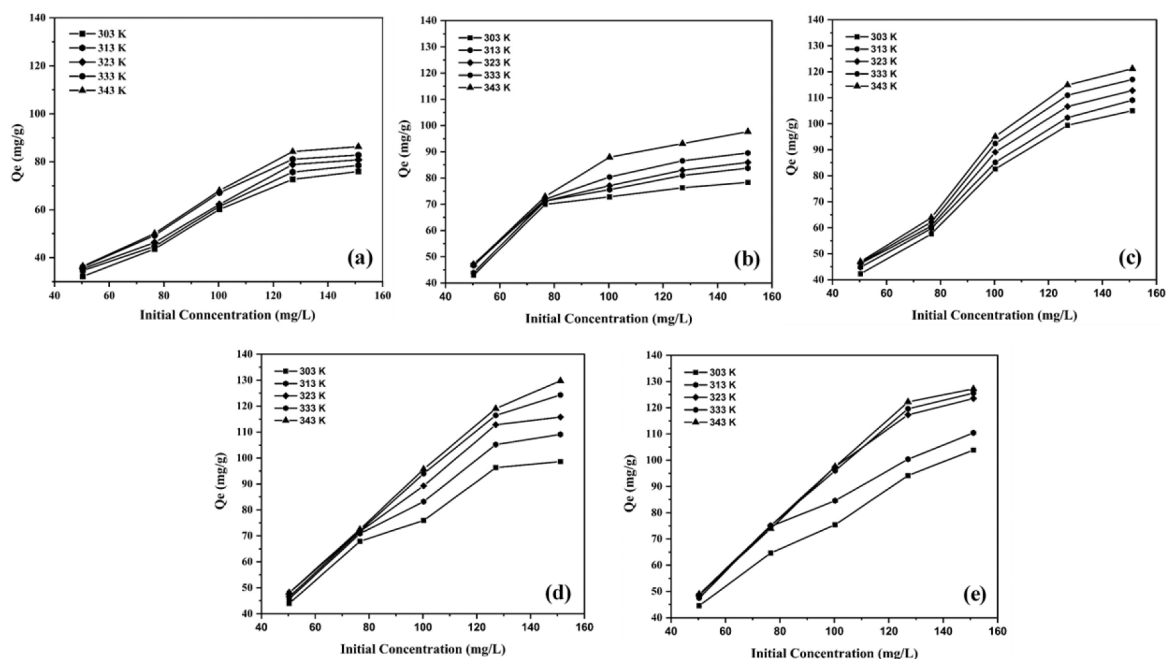 140
120
100
80
60
40
Qe (mg/g)
303 K
313 K
323 K
333 K
343 K
(a)
40 60 80 100 120 140 160
Initial Conncentration (mg/L)
140
130
120
110
100
90
80
70
60
50
40
Qe (mg/g)
303 K
313 K
323 K
333 K
343 K
(b)
40 60 80 100 120 140 160
Initial Concentration (mg/L)
140
130
120
110
100
90
80
70
60
50
40
Qe (mg/g)
303 K
313 K
323 K
333 K
343 K
(c)
40 60 80 100 120 140 160
Initial Concentration (mg/L)
140
130
120
110
100
90
80
70
60
50
40
Qe (mg/g)
303 K
313 K
323 K
333 K
343 K
(d)
40 60 80 100 120 140 160
Initial Concentration (mg/L)
140
130
120
110
100
90
80
70
60
50
40
Qe (mg/g)
303 K
313 K
323 K
333 K
343 K
(e)
40 60 80 100 120 140 160
Initial Concentration (mg/L)